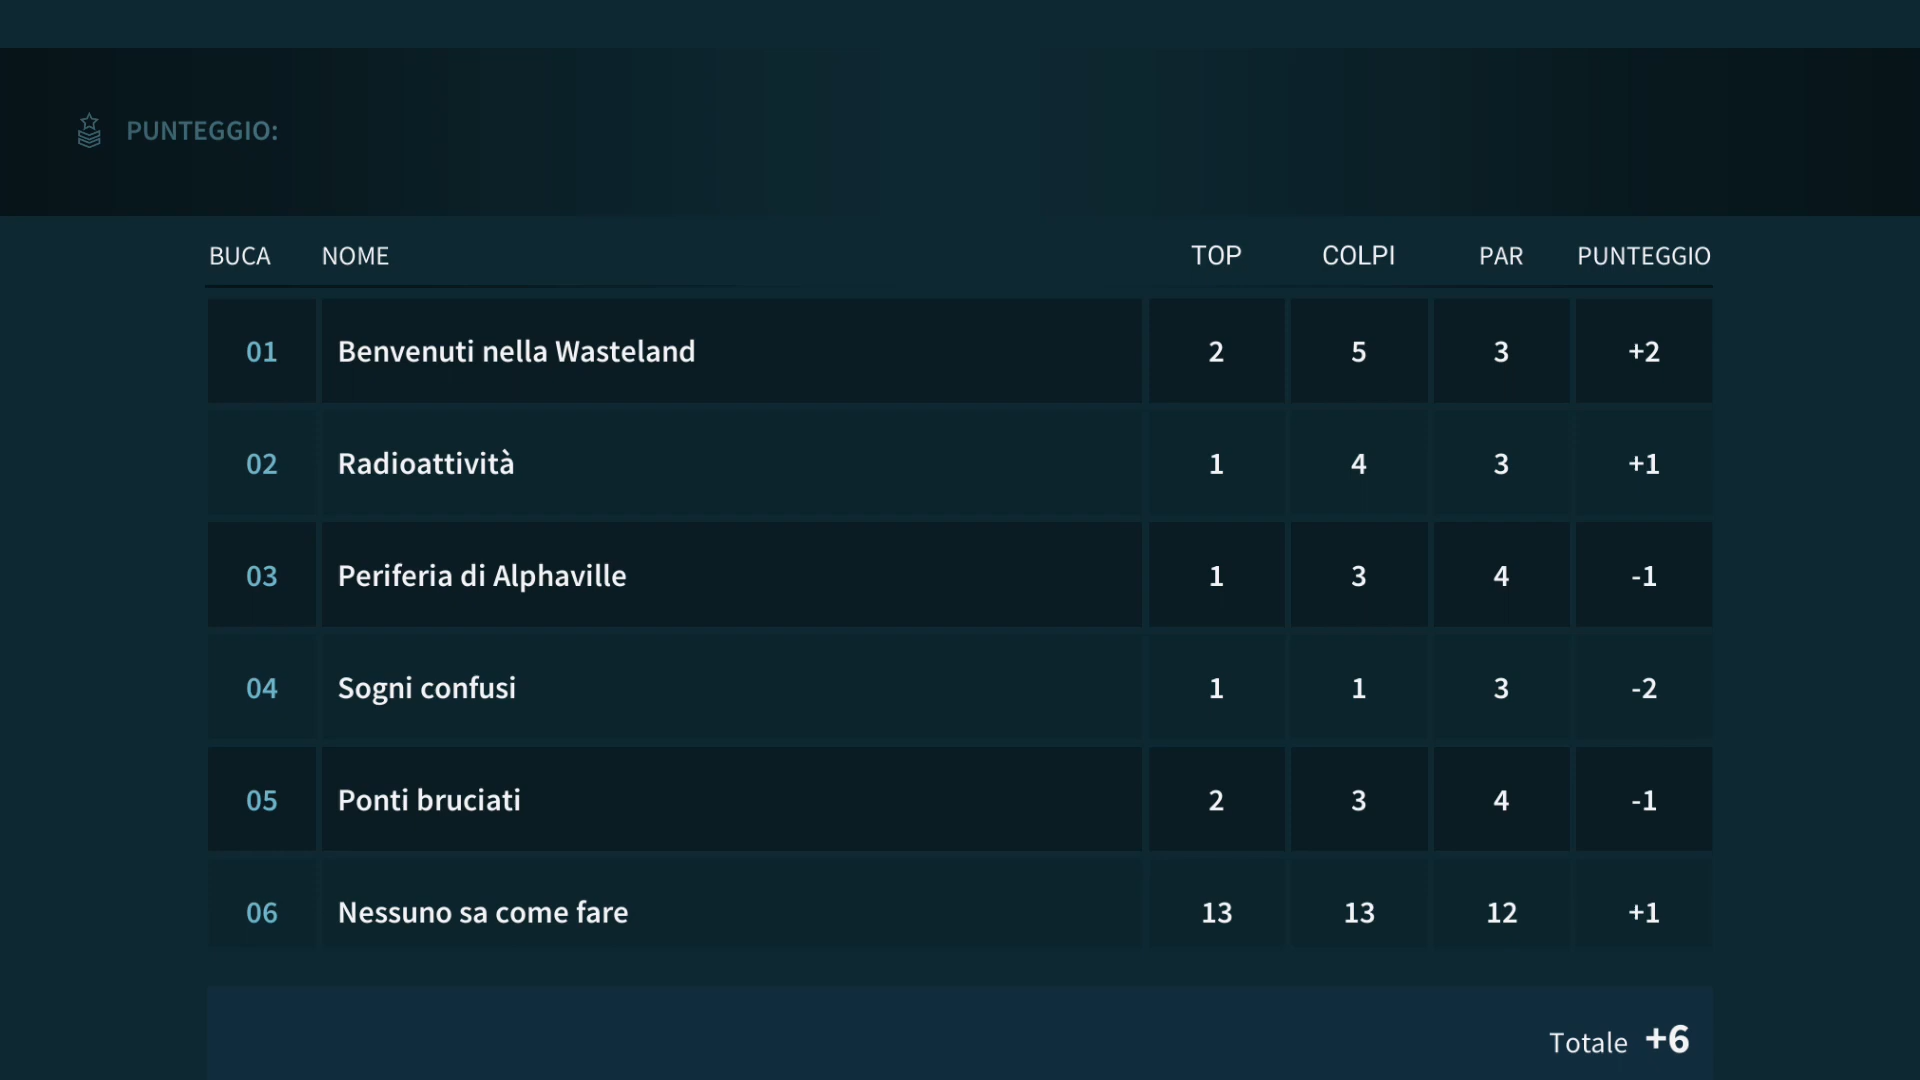 PUNTEGGIO:
BUCA NOME TOP COLPI PAR PUNTEGGIO
01 Benvenuti nella Wasteland 2 5 3 +2
02 Radioattività 1 4 3 +1
03 Periferia di Alphaville 1 3 4 -1
04 Sogni confusi 1 1 3 -2
05 Ponti bruciati 2 3 4 -1
06 Nessuno sa come fare 13 13 12 +1
Totale +6